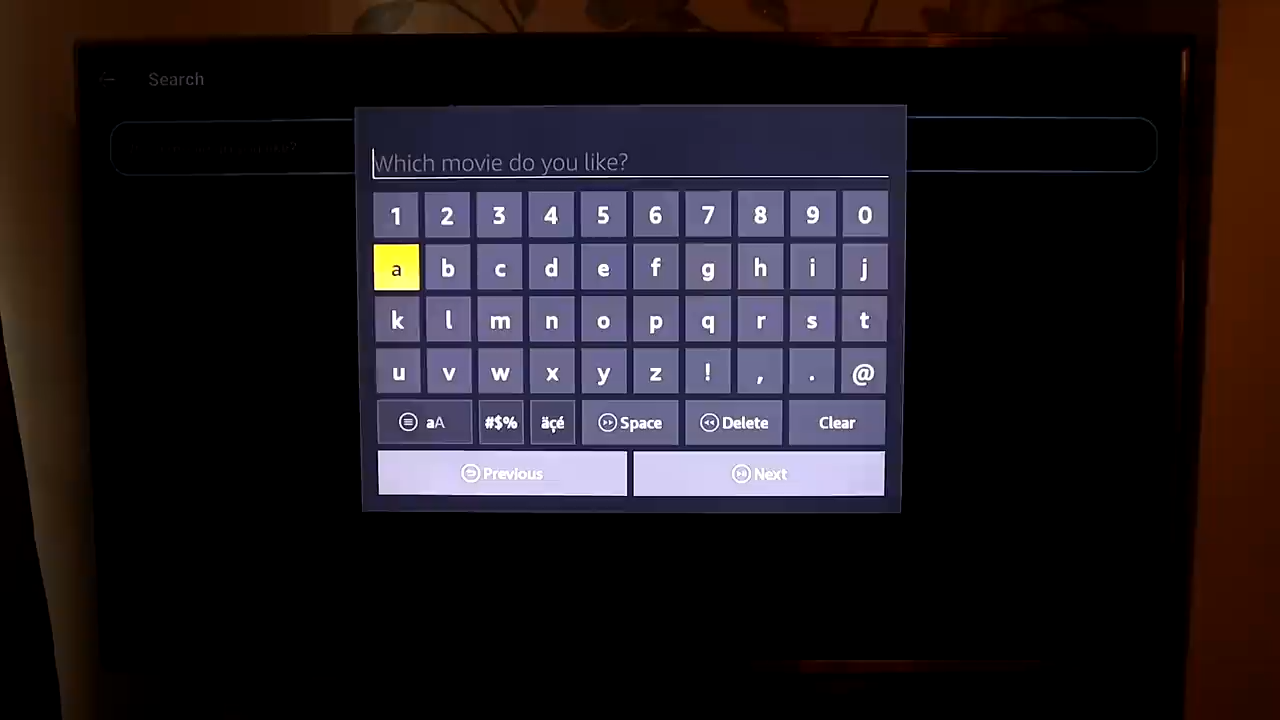 Search
Which movie do you like?
1 2 3 4 5 6 7 8 9 0
a b c d e f g h i j
k l m n o p q r s t
u v w x y z ! , . @
aA #$% äçé Space Delete Clear
Previous Next